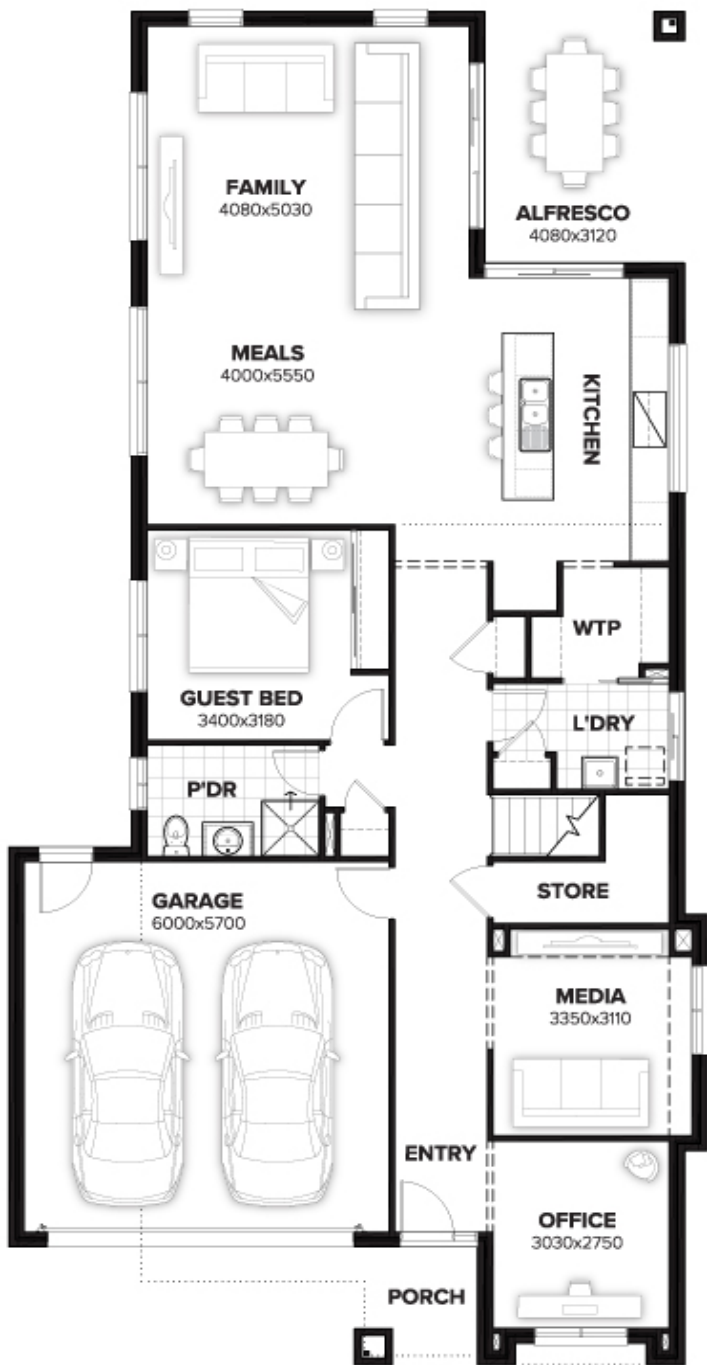 FAMILY
4080x5030
ALFRESCO
4080x3120
MEALS
4000x5550
KITCHEN
WTP
GUEST BED
3400x3180
L'DRY
P'DR
GARAGE
6000x5700
STORE
MEDIA
3350x3110
ENTRY
OFFICE
3030x2750
PORCH